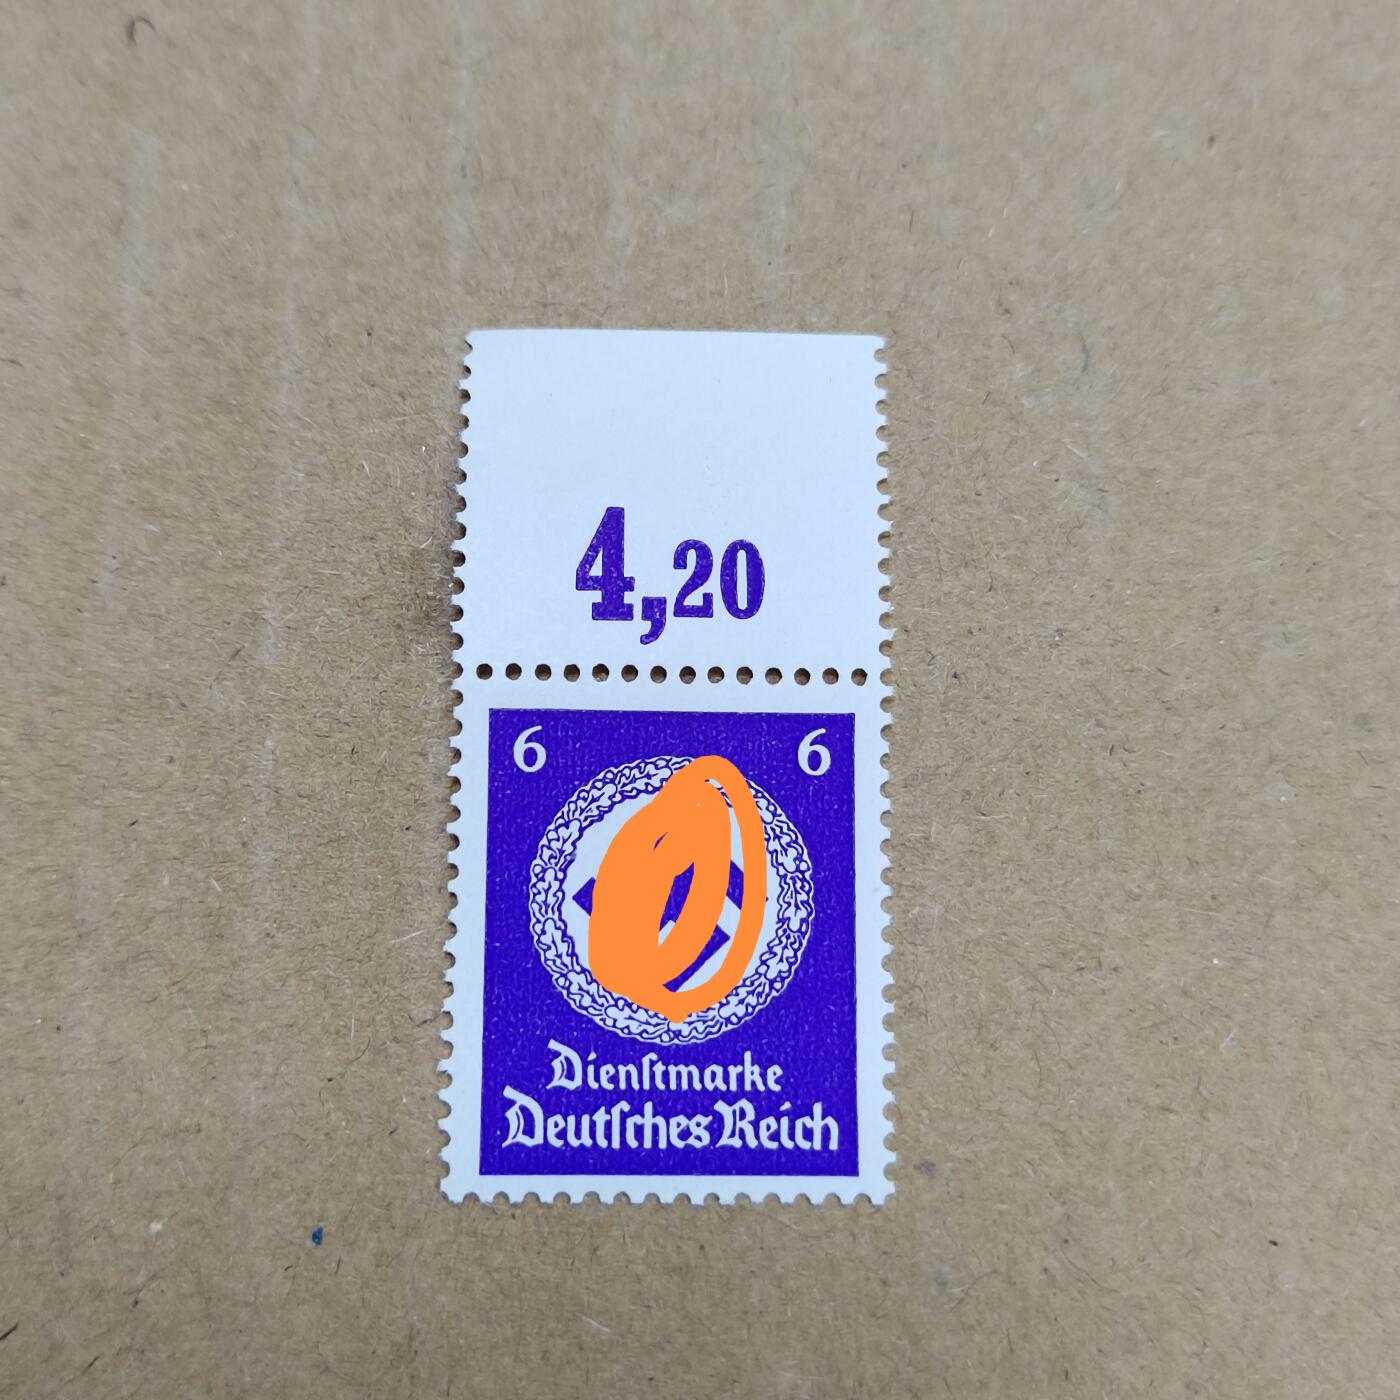 4,20
6 6
Dienſtmarke
Deutſches Reich